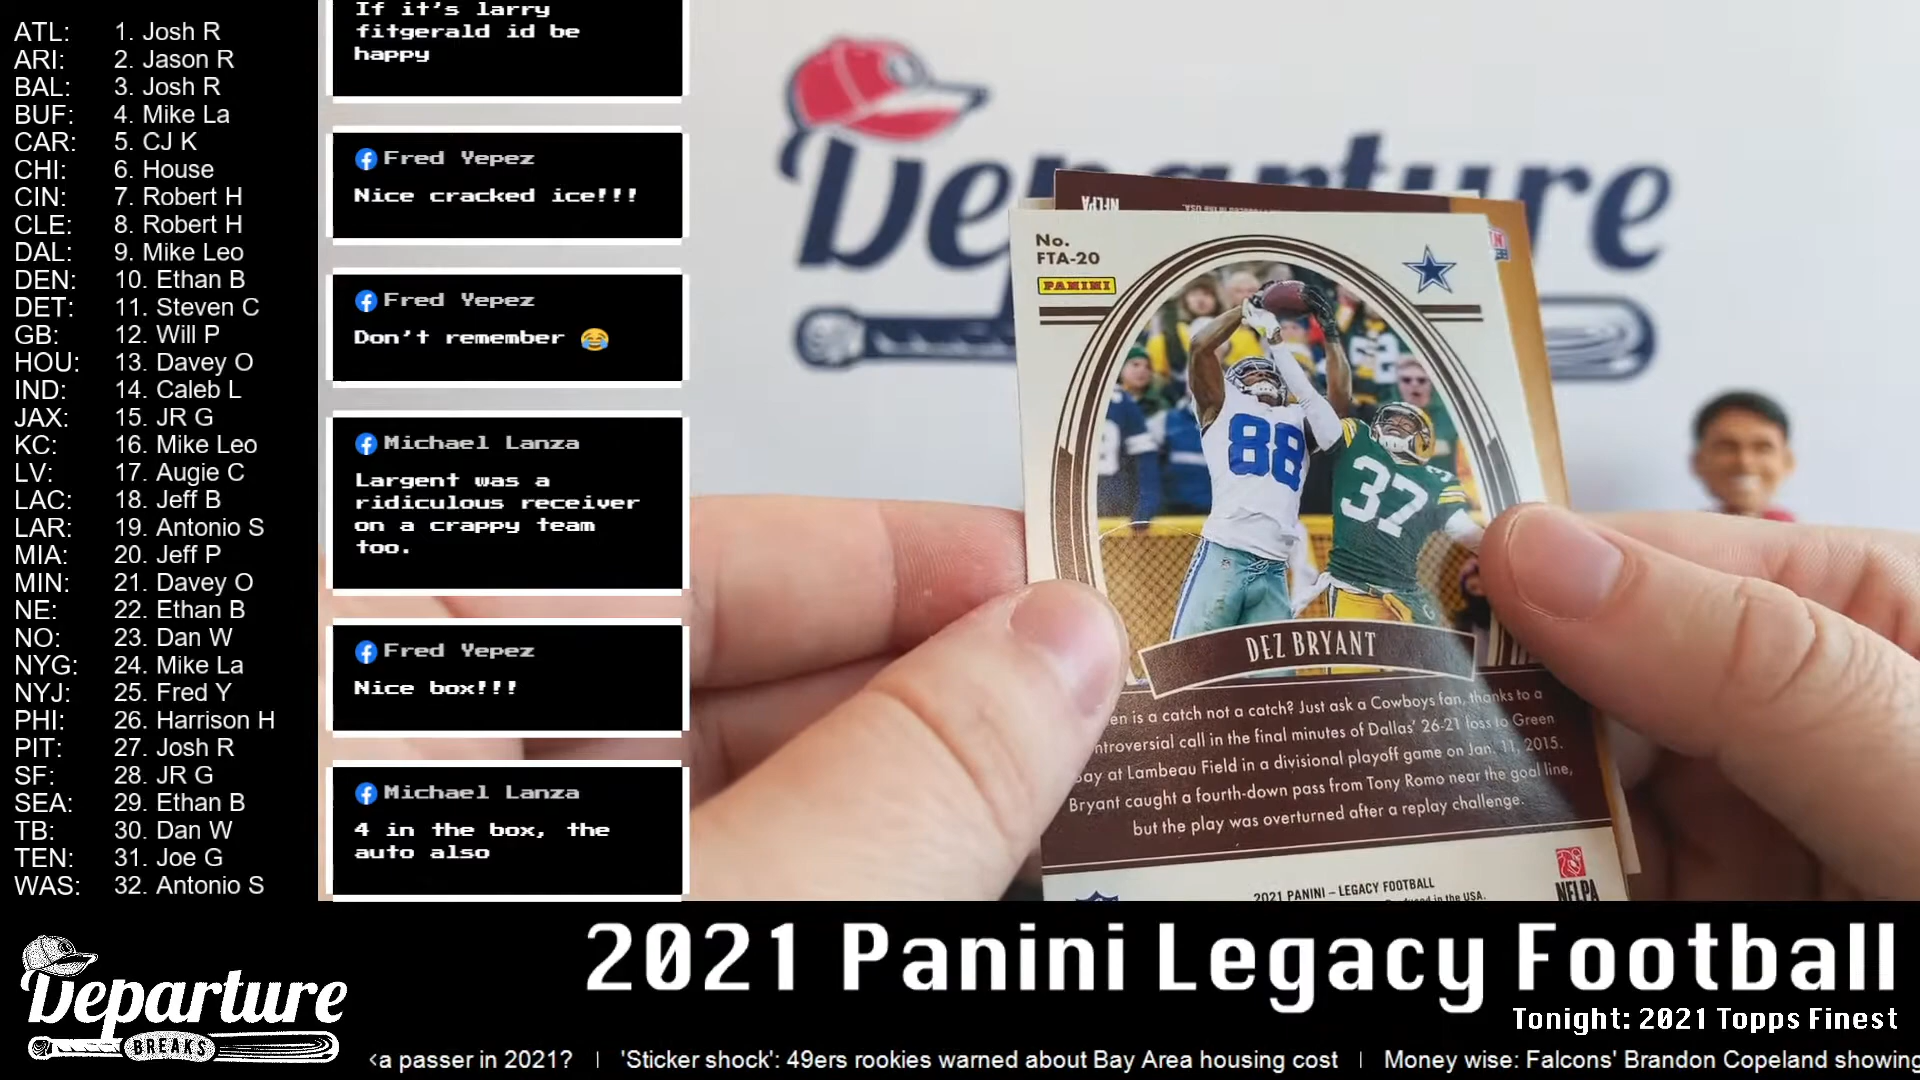 ATL: 1. Josh R
ARI: 2. Jason R
BAL: 3. Josh R
BUF: 4. Mike La
CAR: 5. CJ K
CHI: 6. House
CIN: 7. Robert H
CLE: 8. Robert H
DAL: 9. Mike Leo
DEN: 10. Ethan B
DET: 11. Steven C
GB: 12. Will P
HOU: 13. Davey O
IND: 14. Caleb L
JAX: 15. JR G
KC: 16. Mike Leo
LV: 17. Augie C
LAC: 18. Jeff B
LAR: 19. Antonio S
MIA: 20. Jeff P
MIN: 21. Davey O
NE: 22. Ethan B
NO: 23. Dan W
NYG: 24. Mike La
NYJ: 25. Fred Y
PHI: 26. Harrison H
PIT: 27. Josh R
SF: 28. JR G
SEA: 29. Ethan B
TB: 30. Dan W
TEN: 31. Joe G
WAS: 32. Antonio S
If it's larry
fitgerald id be
happy
Fred Yepez
Nice cracked ice!!!
Fred Yepez
Don't remember 😂
Michael Lanza
Largent was a
ridiculous receiver
on a crappy team
too.
Fred Yepez
Nice box!!!
Michael Lanza
4 in the box, the
auto also
Departure
NFLPA
No.
FTA-20
PANINI
88
37
DEZ BRYANT
is a catch not a catch? Just ask a Cowboys fan, thanks to a
call in the final minutes of Dallas' 26-21 loss to Green
Bay at Lambeau Field in a divisional playoff game on Jan. 11, 2015.
Bryant caught a fourth-down pass from Tony Romo near the goal line,
but the play was overturned after a replay challenge.
2021 PANINI – LEGACY FOOTBALL
in the USA.
NFLPA
2021 Panini Legacy Football
Tonight: 2021 Topps Finest
Departure
BREAKS
a passer in 2021? | 'Sticker shock': 49ers rookies warned about Bay Area housing cost | Money wise: Falcons' Brandon Copeland showing